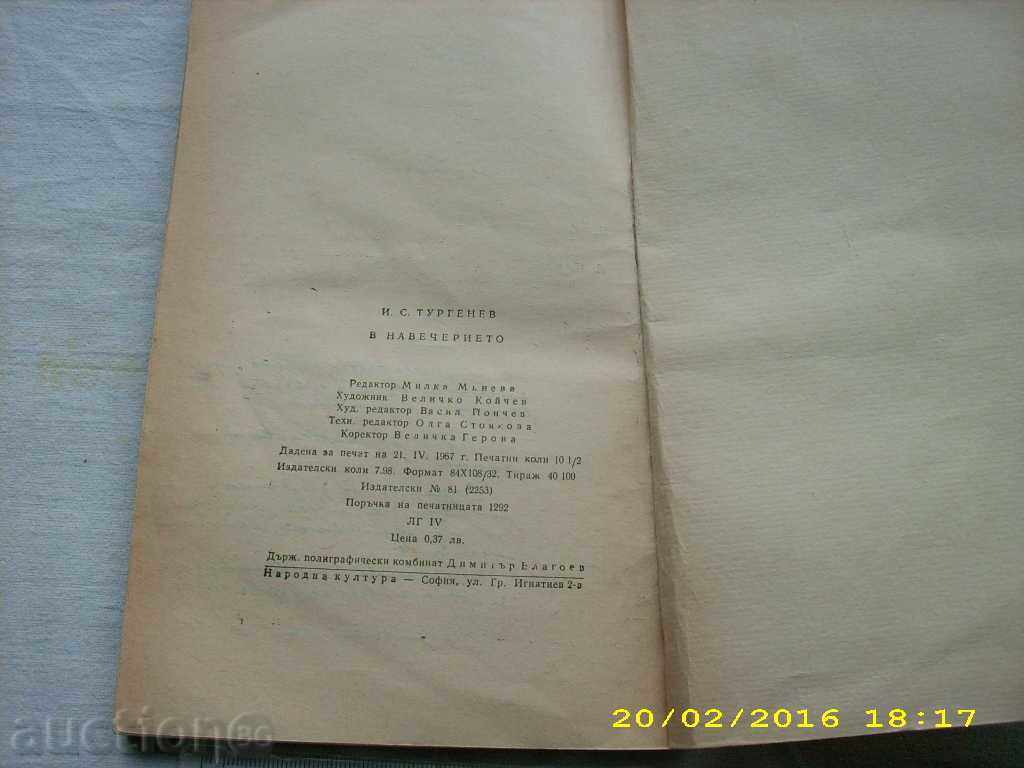 И. С. ТУРГЕНЕВ
В НАВЕЧЕРИЕТО
Редактор Милка Мънева
Художник Величко Койчев
Худ. редактор Васил Йончев
Техн. редактор Олга Стоянова
Коректор Величка Герова
Дадена за печат на 21. IV. 1967 г. Печатни коли 10 1/2
Издателски коли 7.98. Формат 84X108/32. Тираж 40 100
Издателски № 81 (2253)
Поръчка на печатницата 1292
ЛГ IV
Цена 0,37 лв.
Държ. полиграфически комбинат Димитър Благоев
Народна култура — София, ул. Гр. Игнатиев 2-а
20/02/2016 18:17
auction